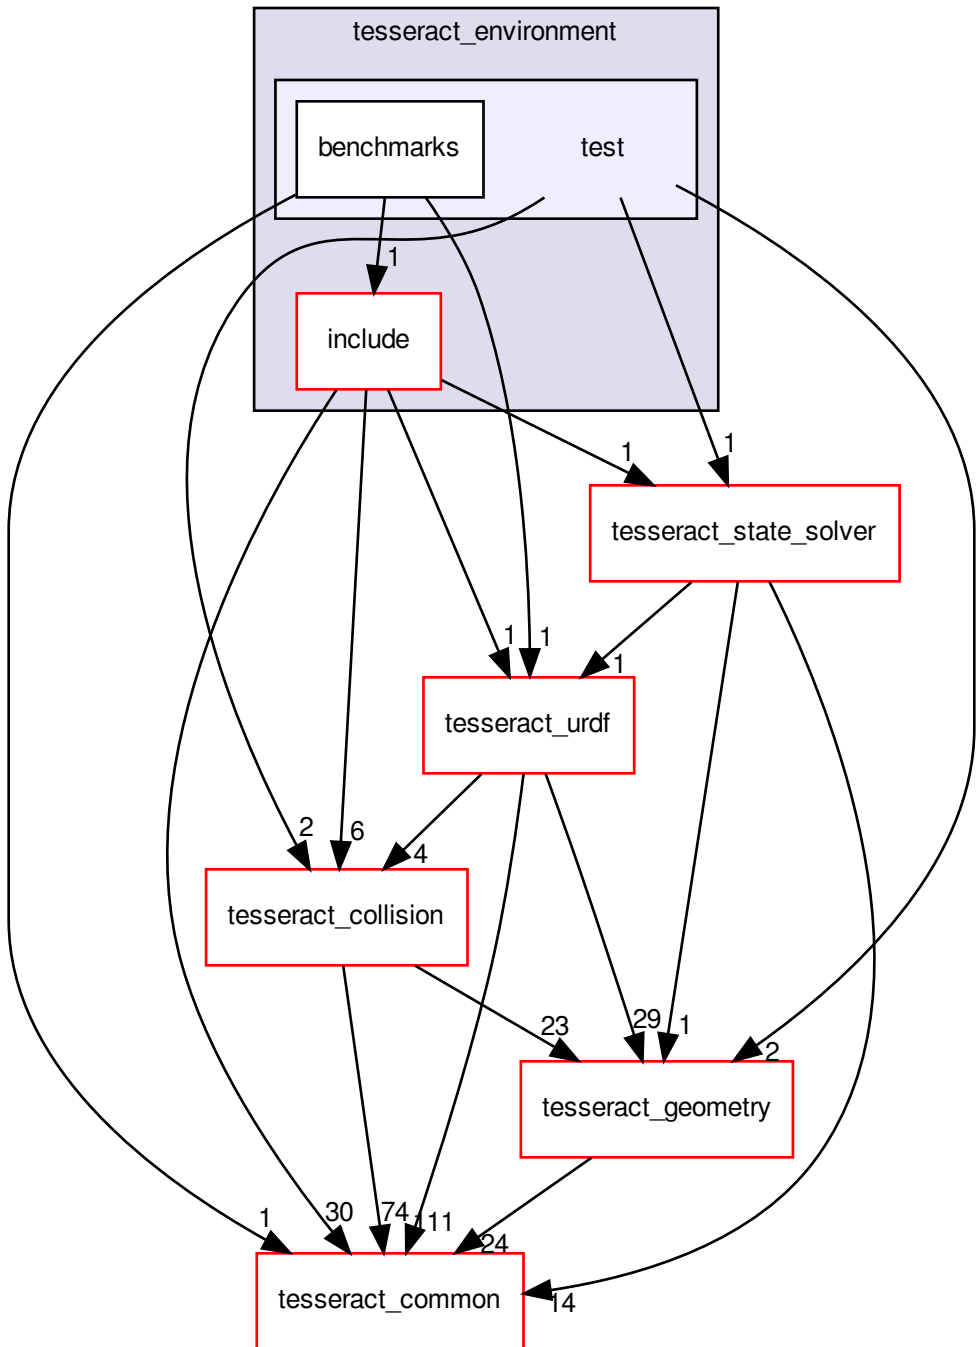 tesseract_environment
benchmarks
test
1
include
1
1
tesseract_state_solver
1
1
1
tesseract_urdf
2
6
4
tesseract_collision
23
29
1
2
tesseract_geometry
1
30
74
111
24
tesseract_common
14